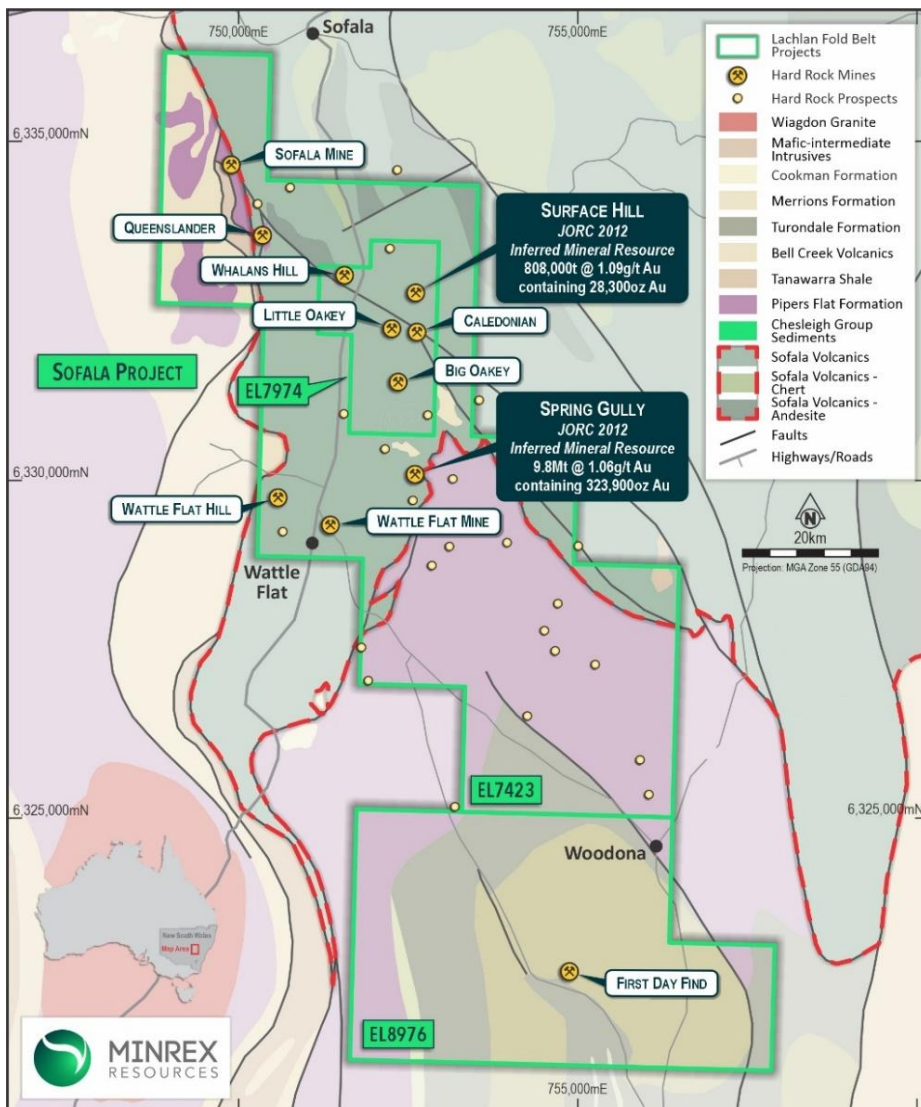 750,000mE
755,000mE
Sofala
6,335,000mN
SOFALA MINE
QUEENSLANDER
WHALANS HILL
LITTLE OAKEY
CALEDONIAN
BIG OAKEY
SURFACE HILL
JORC 2012
Inferred Mineral Resource
808,000t @ 1.09g/t Au
containing 28,300oz Au
SOFALA PROJECT
EL7974
SPRING GULLY
JORC 2012
Inferred Mineral Resource
9.8Mt @ 1.06g/t Au
containing 323,900oz Au
6,330,000mN
WATTLE FLAT HILL
WATTLE FLAT MINE
Wattle
Flat
Lachlan Fold Belt
Projects
Hard Rock Mines
Hard Rock Prospects
Wiagdon Granite
Mafic-intermediate
Intrusives
Cookman Formation
Merrions Formation
Turondale Formation
Bell Creek Volcanics
Tanawarra Shale
Pipers Flat Formation
Chesleigh Group
Sediments
Sofala Volcanics
Sofala Volcanics -
Chert
Sofala Volcanics -
Andesite
Faults
Highways/Roads
N
20km
Projection: MGA Zone 55 (GDA94)
EL7423
6,325,000mN
6,325,000mN
Woodona
New South Wales
Map Area
FIRST DAY FIND
EL8976
MINREX
RESOURCES
755,000mE